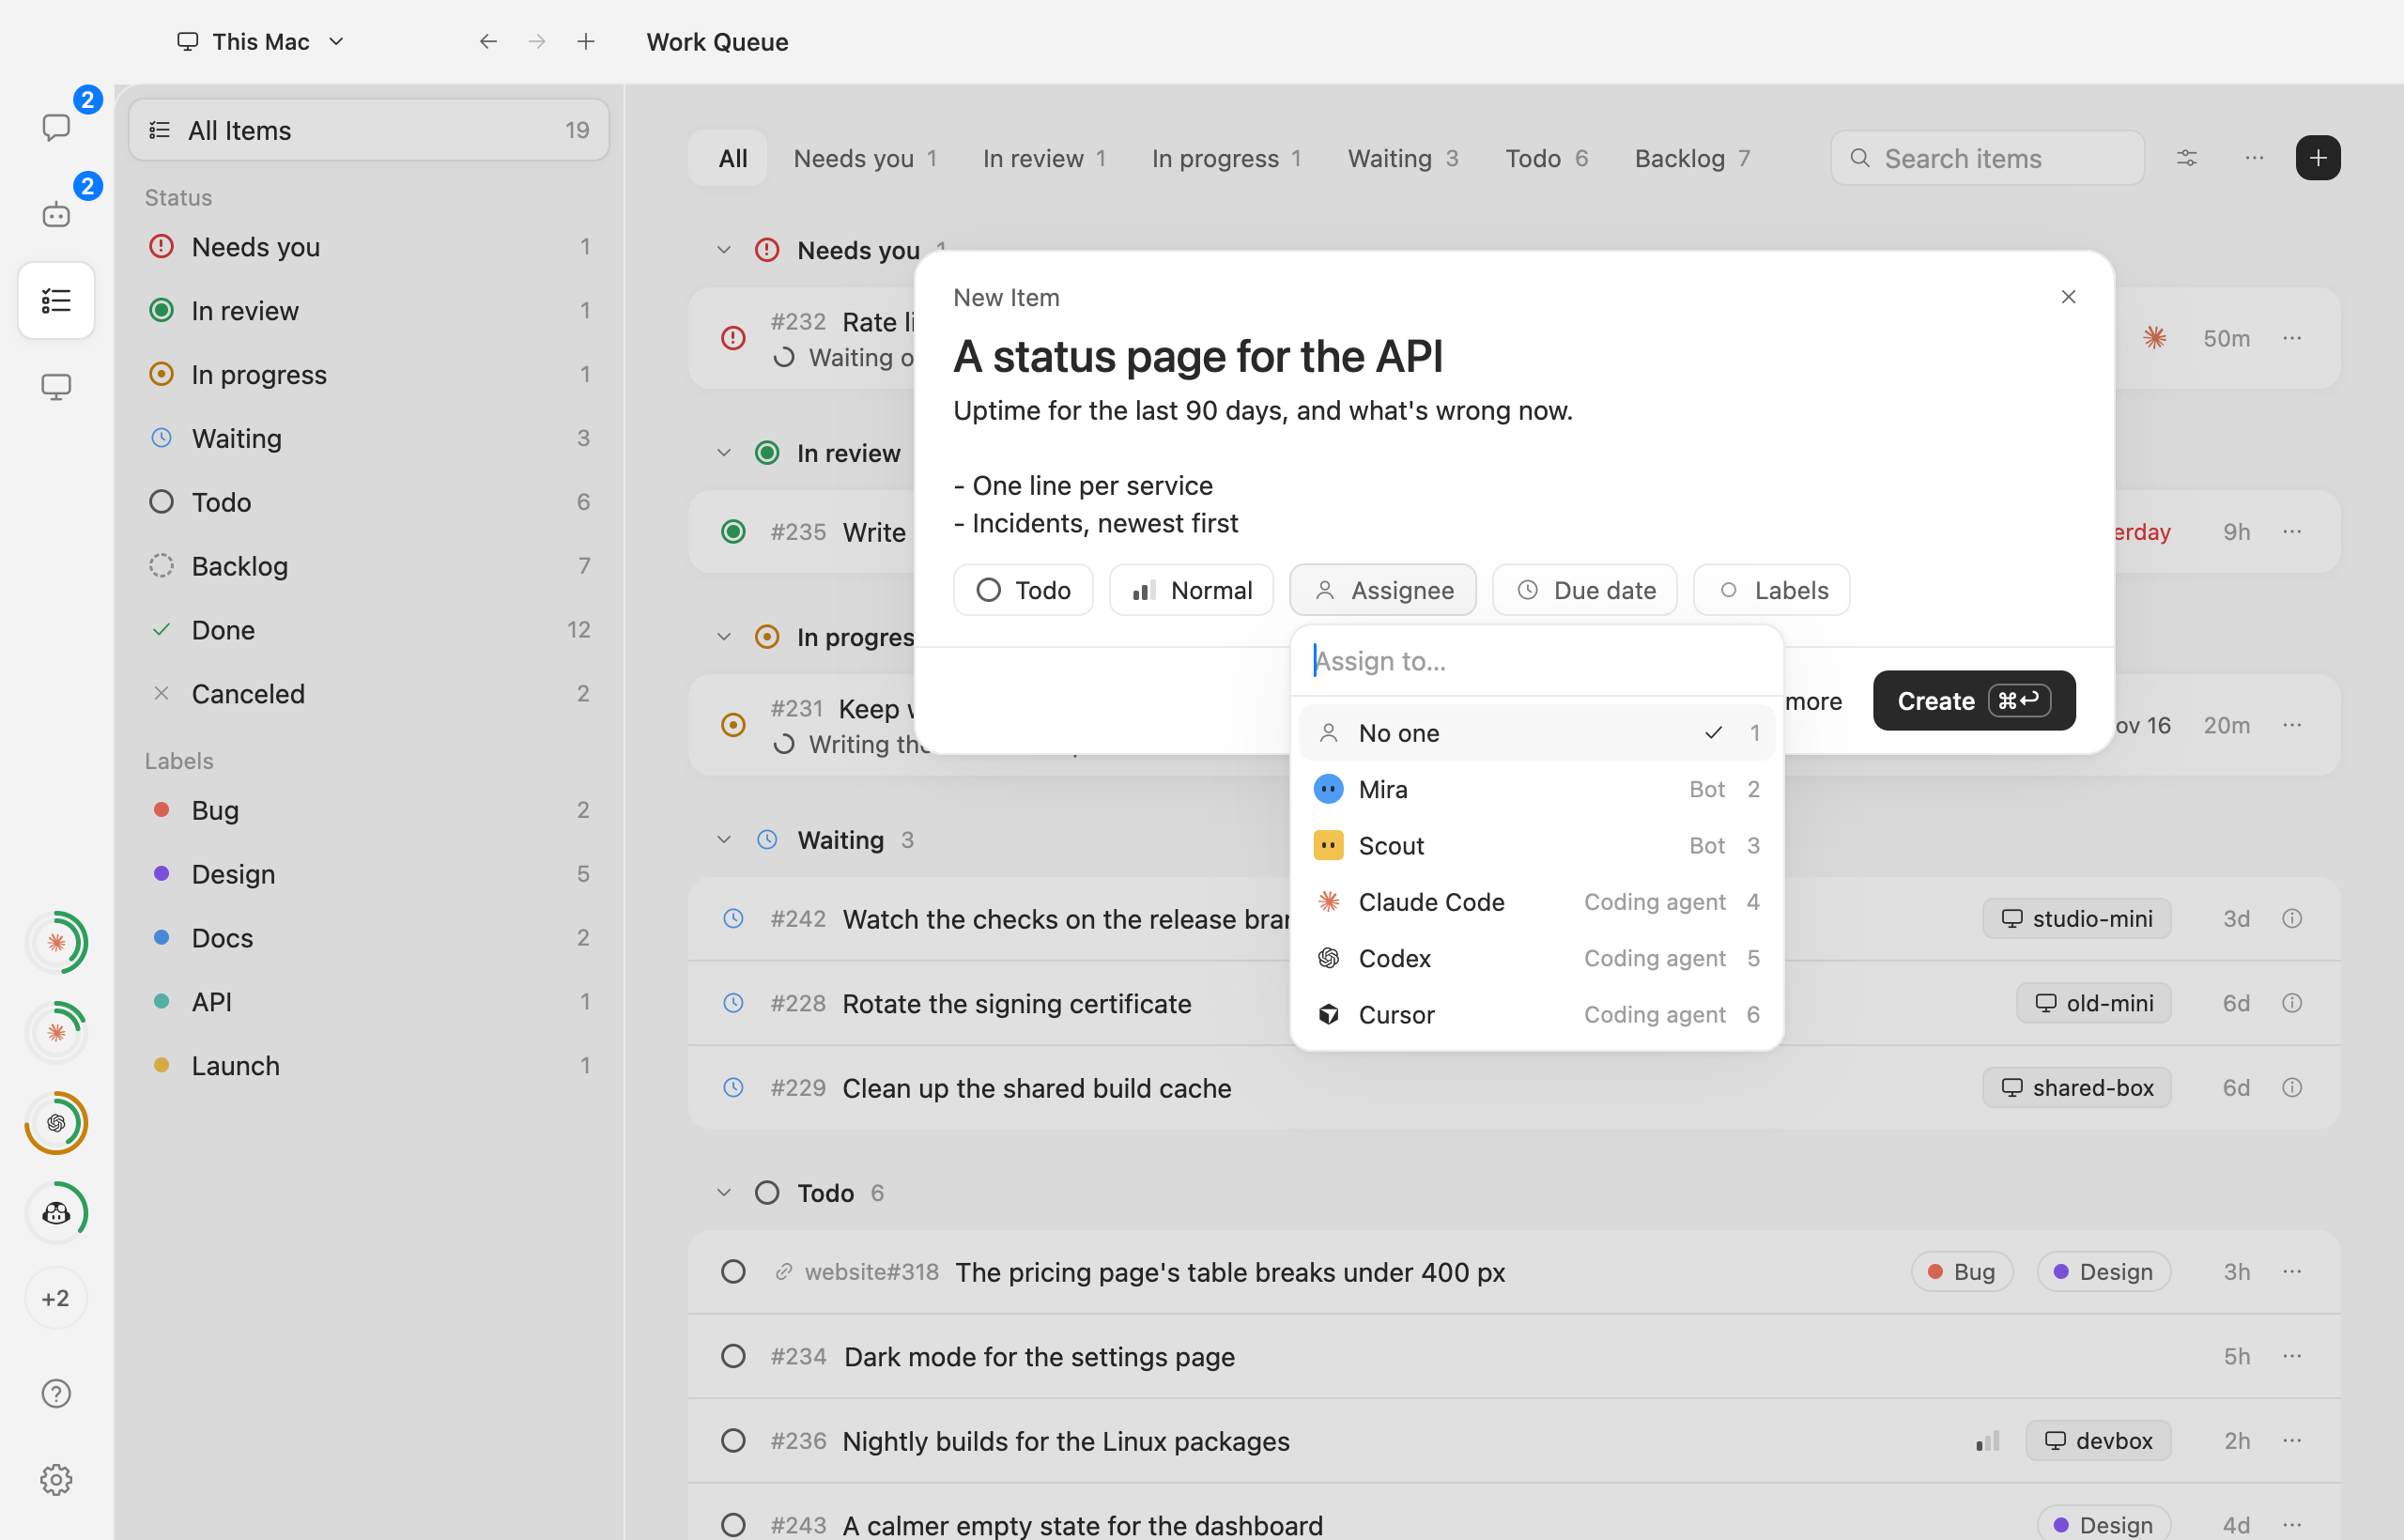 This Mac
Work Queue
2
2
All Items 19
Status
Needs you 1
In review 1
In progress 1
Waiting 3
Todo 6
Backlog 7
Done 12
Canceled 2
Labels
Bug 2
Design 5
Docs 2
API 1
Launch 1
+2
All
Needs you 1
In review 1
In progress 1
Waiting 3
Todo 6
Backlog 7
Search items
Needs you 1
#232 Rate
Waiting
50m
In review
#235 Write
9h
In progress
#231 Keep
Writing
16 20m
New Item
A status page for the API
Uptime for the last 90 days, and what's wrong now.
- One line per service
- Incidents, newest first
Todo
Normal
Assignee
Due date
Labels
more
Create ⌘↩
Assign to...
No one 1
Mira Bot 2
Scout Bot 3
Claude Code Coding agent 4
Codex Coding agent 5
Cursor Coding agent 6
Waiting 3
#242 Watch the checks on the release
studio-mini 3d
#228 Rotate the signing certificate
old-mini 6d
#229 Clean up the shared build cache
shared-box 6d
Todo 6
website#318 The pricing page's table breaks under 400 px
Bug Design 3h
#234 Dark mode for the settings page
5h
#236 Nightly builds for the Linux packages
devbox 2h
#243 A calmer empty state for the dashboard
Design 4d